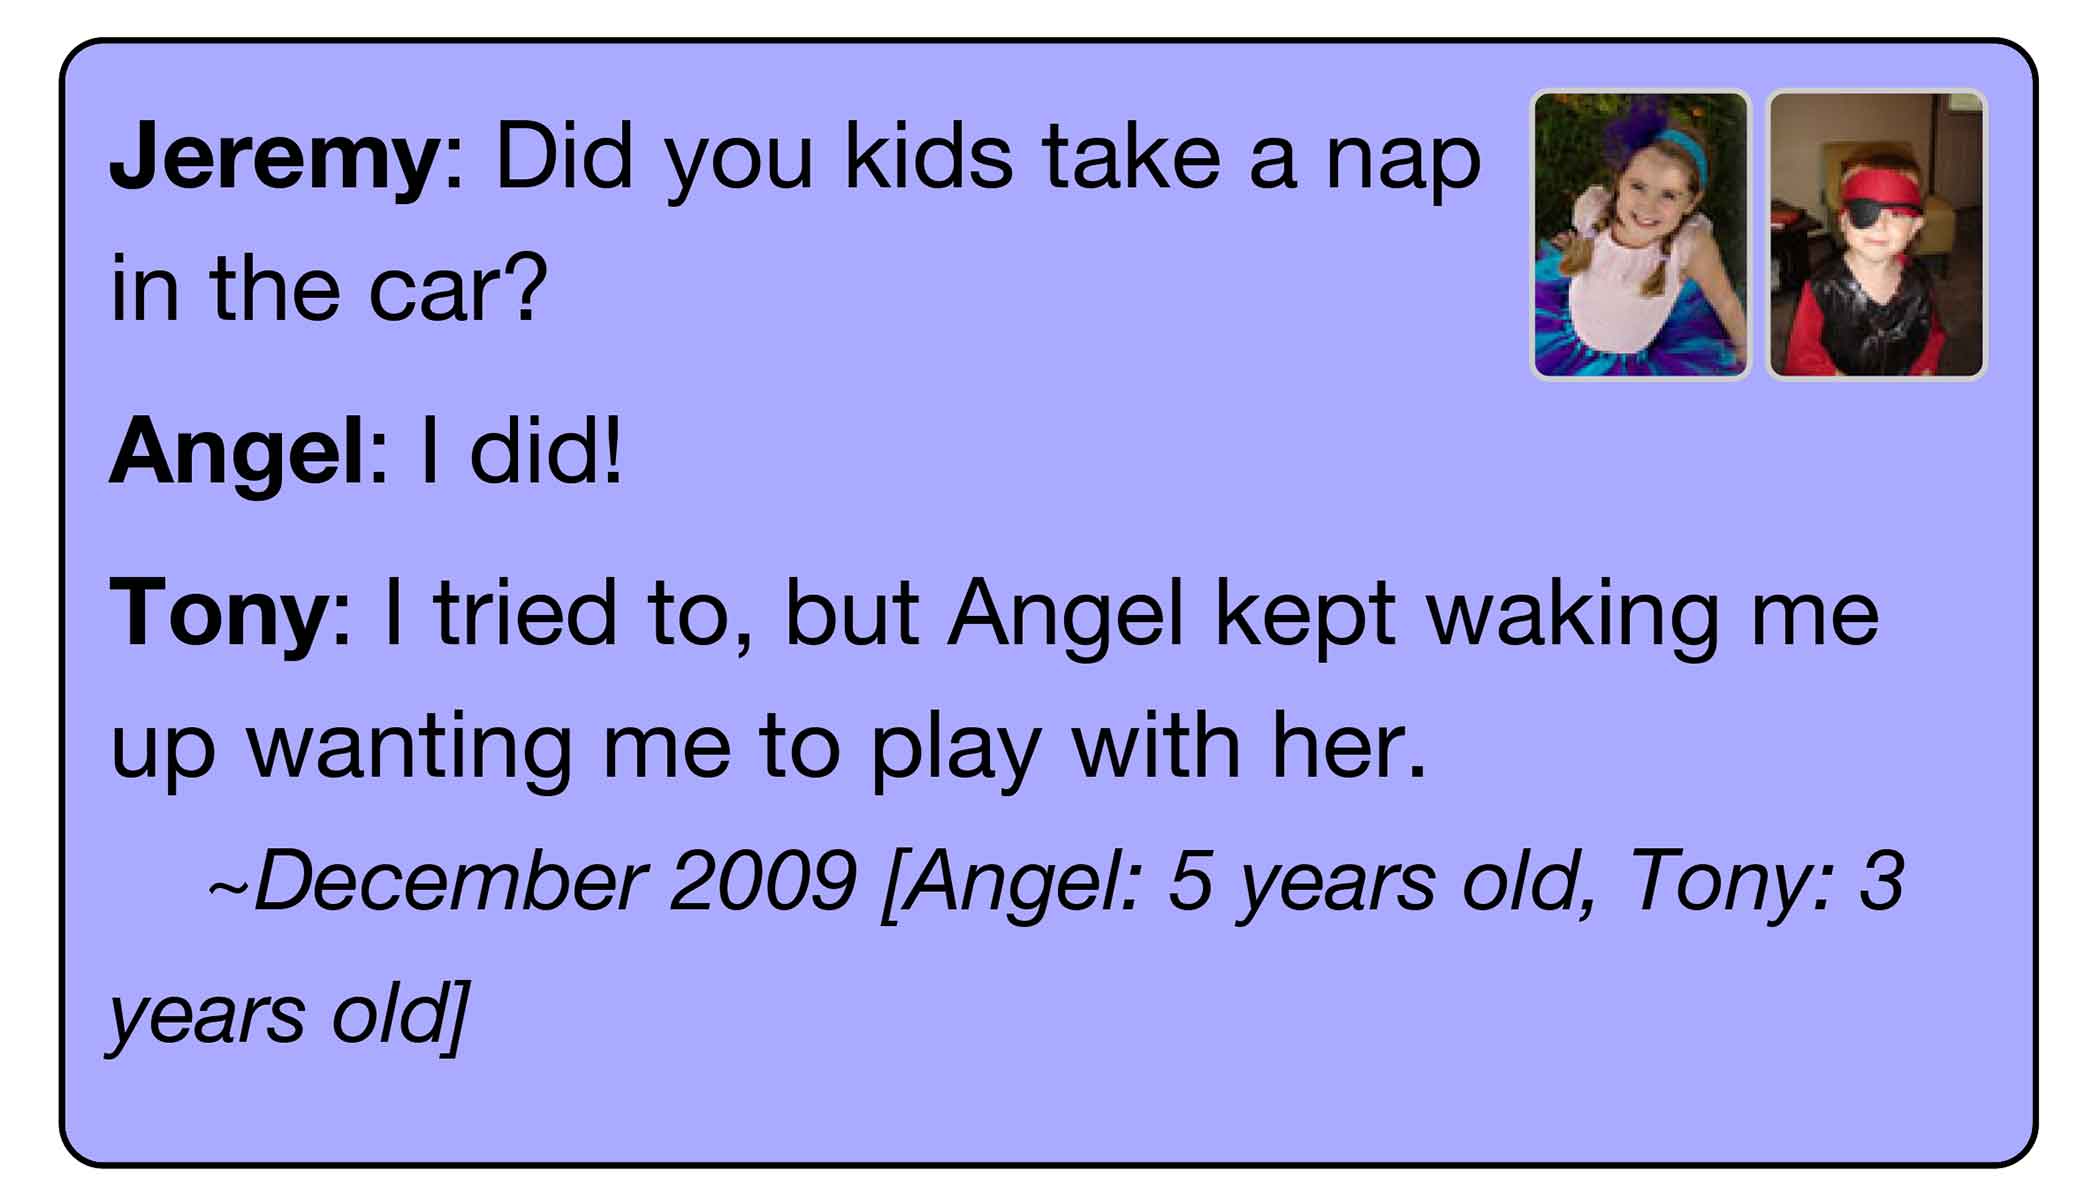 Jeremy: Did you kids take a nap
in the car?
Angel: I did!
Tony: I tried to, but Angel kept waking me
up wanting me to play with her.
~December 2009 [Angel: 5 years old, Tony: 3
years old]